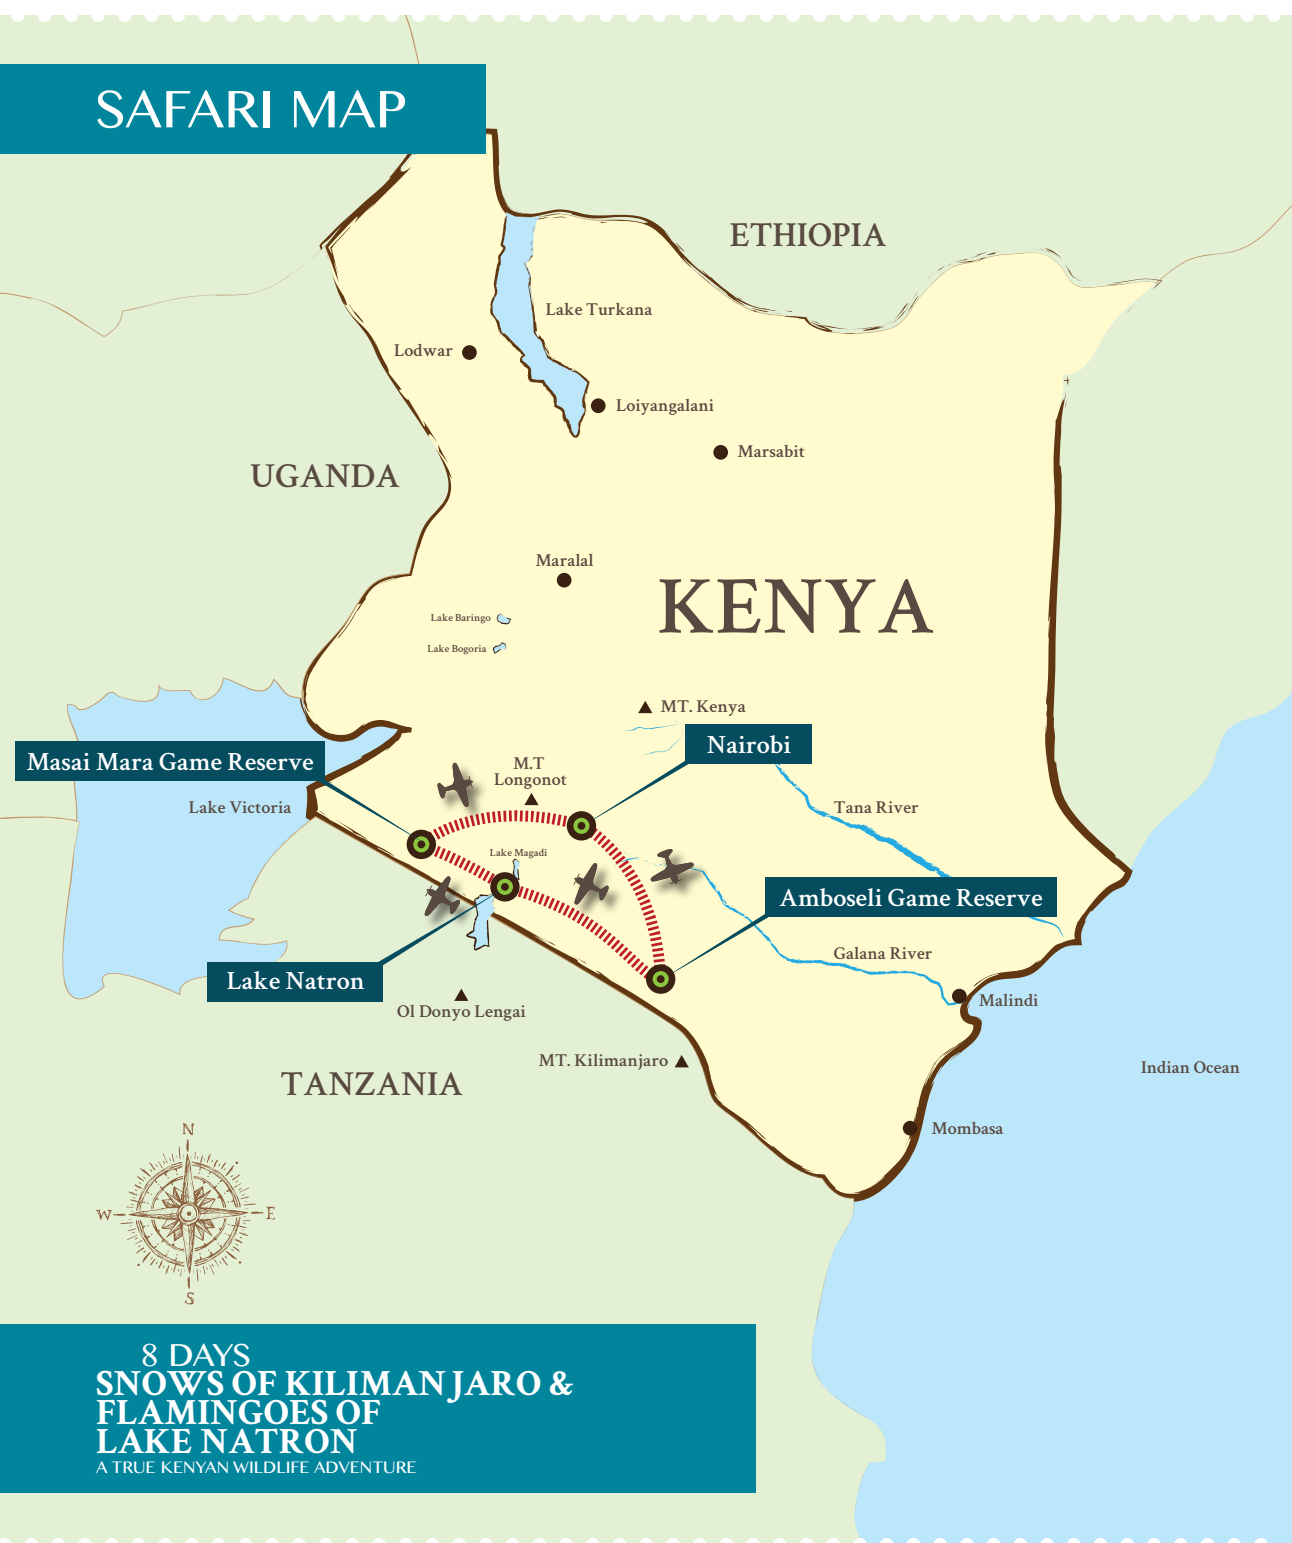 SAFARI MAP
ETHIOPIA
Lake Turkana
Lodwar
Loiyangalani
Marsabit
UGANDA
Maralal
KENYA
Lake Baringo
Lake Bogoria
MT. Kenya
Nairobi
Masai Mara Game Reserve
M.T
Longonot
Lake Victoria
Tana River
Lake Magadi
Amboseli Game Reserve
Galana River
Lake Natron
Malindi
Ol Donyo Lengai
MT. Kilimanjaro
Indian Ocean
TANZANIA
Mombasa
N
W
E
S
8 DAYS
SNOWS OF KILIMANJARO &
FLAMINGOES OF
LAKE NATRON
A TRUE KENYAN WILDLIFE ADVENTURE